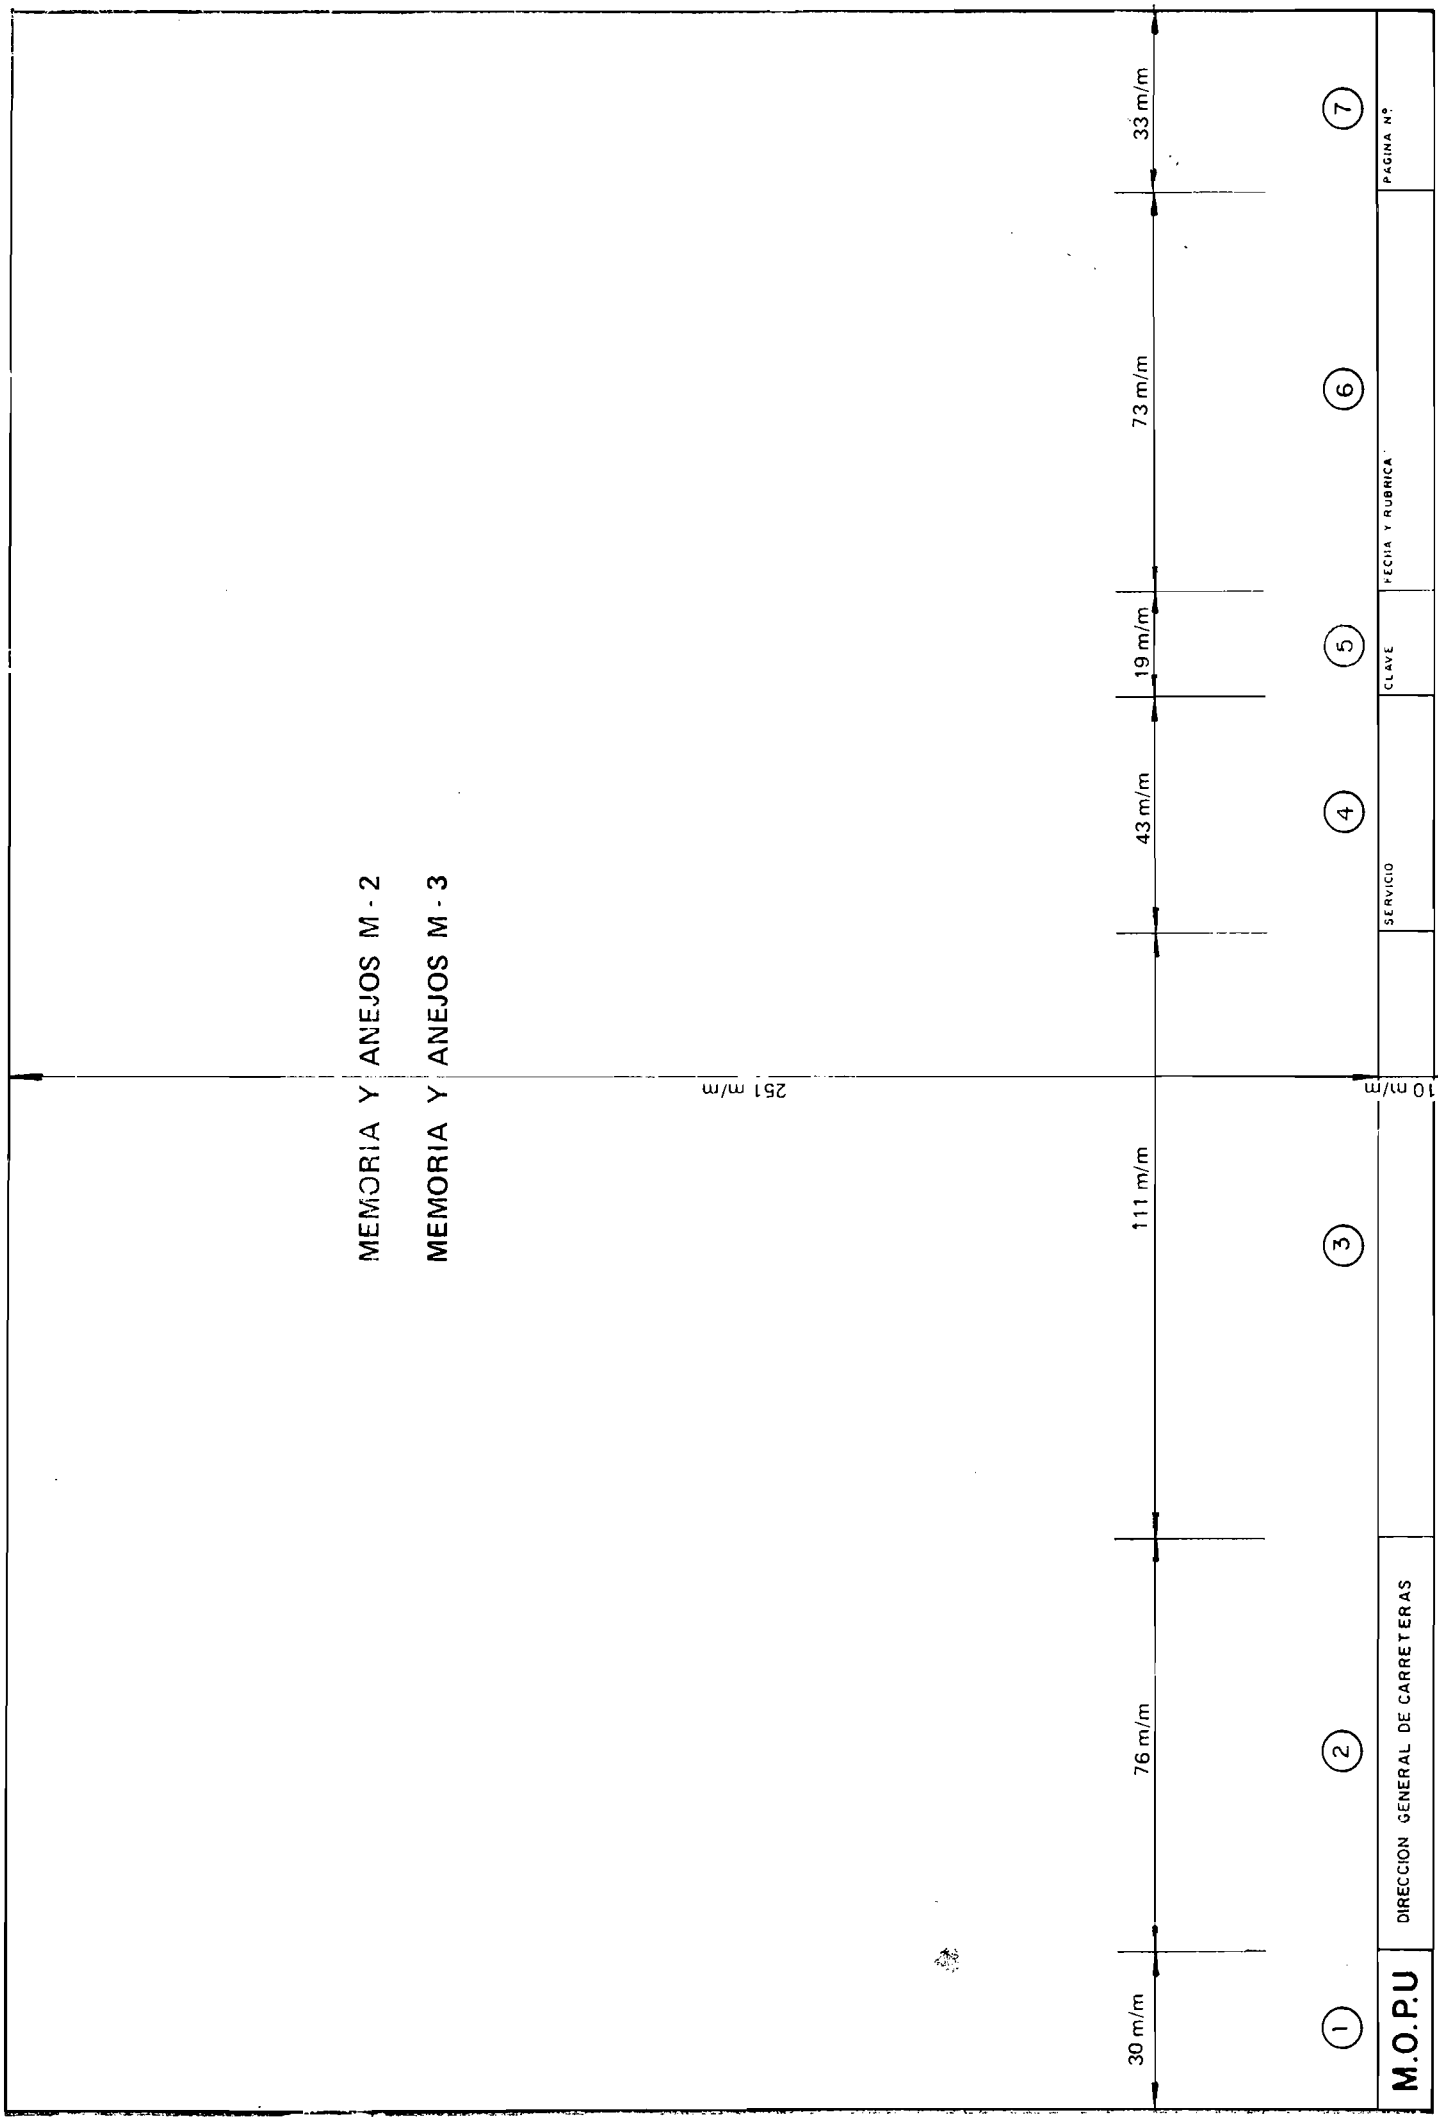 MEMORIA Y ANEJOS M - 2
MEMORIA Y ANEJOS M - 3
251 m/m
30 m/m
76 m/m
111 m/m
43 m/m
19 m/m
73 m/m
33 m/m
1
2
3
4
5
6
7
10 m/m
M.O.P.U
DIRECCION GENERAL DE CARRETERAS
SERVICIO
CLAVE
FECHA Y RUBRICA
PAGINA Nº